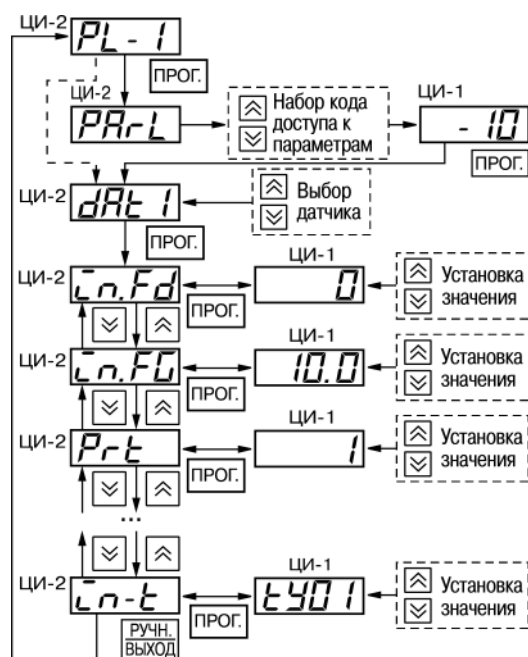 ЦИ-2
PL-1
ПРОГ.
ЦИ-2
PArL
Набор кода
доступа к
параметрам
ЦИ-1
-10
ПРОГ.
ЦИ-2
dAt1
Выбор
датчика
ПРОГ.
ЦИ-2
in.Fd
ПРОГ.
ЦИ-1
0
Установка
значения
ЦИ-2
in.FG
ПРОГ.
ЦИ-1
10.0
Установка
значения
ЦИ-2
Prt
ПРОГ.
ЦИ-1
1
Установка
значения
...
ЦИ-2
in-t
ПРОГ.
ЦИ-1
tY01
Установка
значения
РУЧН.
ВЫХОД